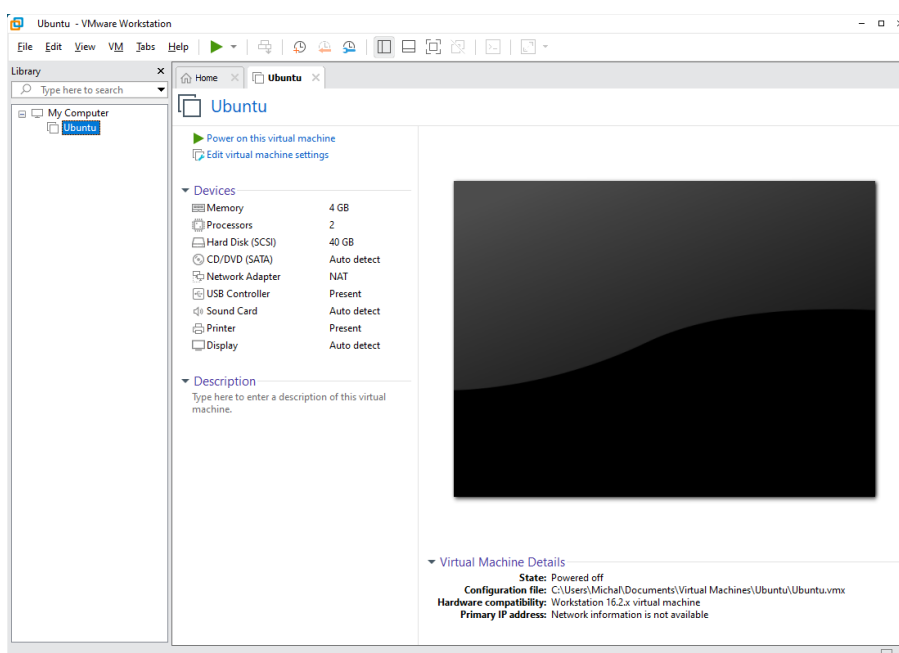 Ubuntu - VMware Workstation
File Edit View VM Tabs Help
Library
Type here to search
My Computer
Ubuntu
Home
Ubuntu
Ubuntu
Power on this virtual machine
Edit virtual machine settings
Devices
Memory 4 GB
Processors 2
Hard Disk (SCSI) 40 GB
CD/DVD (SATA) Auto detect
Network Adapter NAT
USB Controller Present
Sound Card Auto detect
Printer Present
Display Auto detect
Description
Type here to enter a description of this virtual
machine.
Virtual Machine Details
State: Powered off
Configuration file: C:\Users\Michal\Documents\Virtual Machines\Ubuntu\Ubuntu.vmx
Hardware compatibility: Workstation 16.2.x virtual machine
Primary IP address: Network information is not available